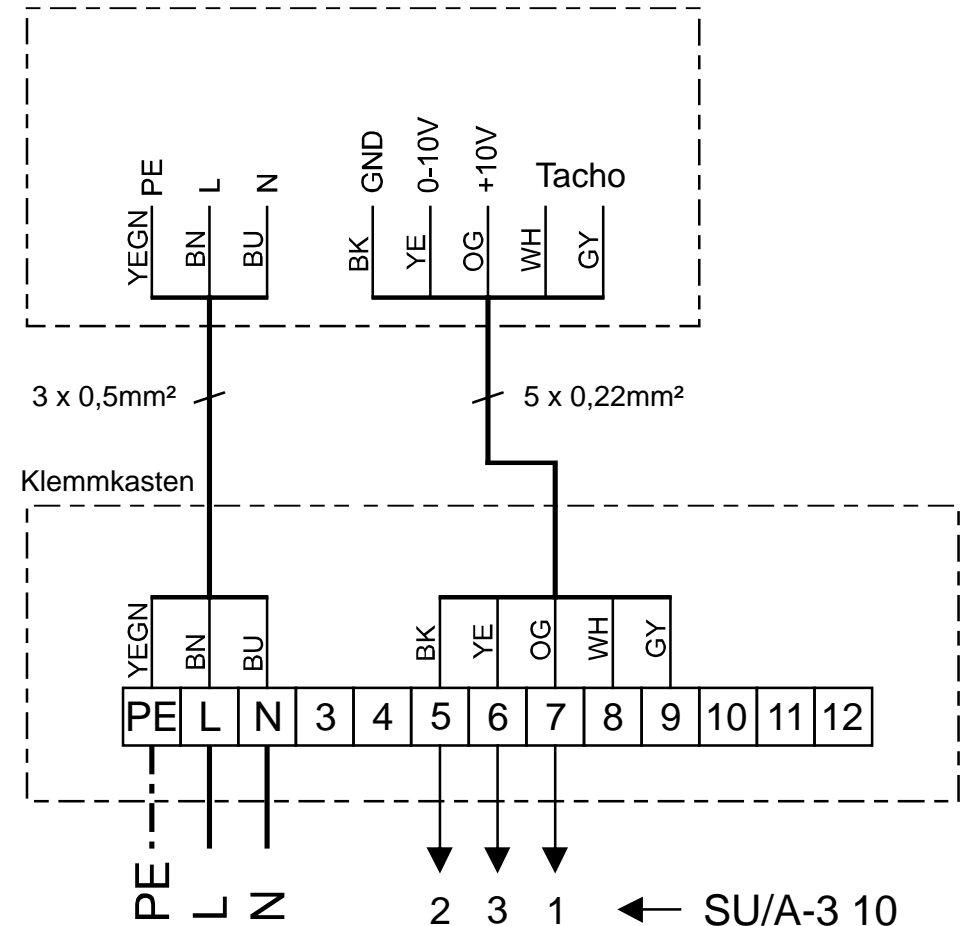 PE L N GND 0-10V +10V Tacho
YEGN BN BU BK YE OG WH GY
3 x 0,5mm² 5 x 0,22mm²
Klemmkasten
YEGN BN BU BK YE OG WH GY
PE L N 3 4 5 6 7 8 9 10 11 12
PE L N 2 3 1 SU/A-3 10